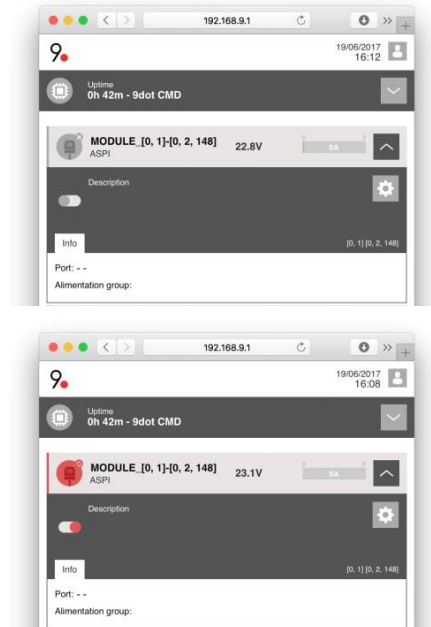 192.168.9.1
9.
19/06/2017
16:12
Uptime
0h 42m - 9dot CMD
MODULE_[0, 1]-[0, 2, 148]
ASPI
22.8V
0A
Description
Info
[0, 1] [0, 2, 148]
Port: - -
Alimentation group:
192.168.9.1
9.
19/06/2017
16:08
Uptime
0h 42m - 9dot CMD
MODULE_[0, 1]-[0, 2, 148]
ASPI
23.1V
0A
Description
Info
[0, 1] [0, 2, 148]
Port: - -
Alimentation group: